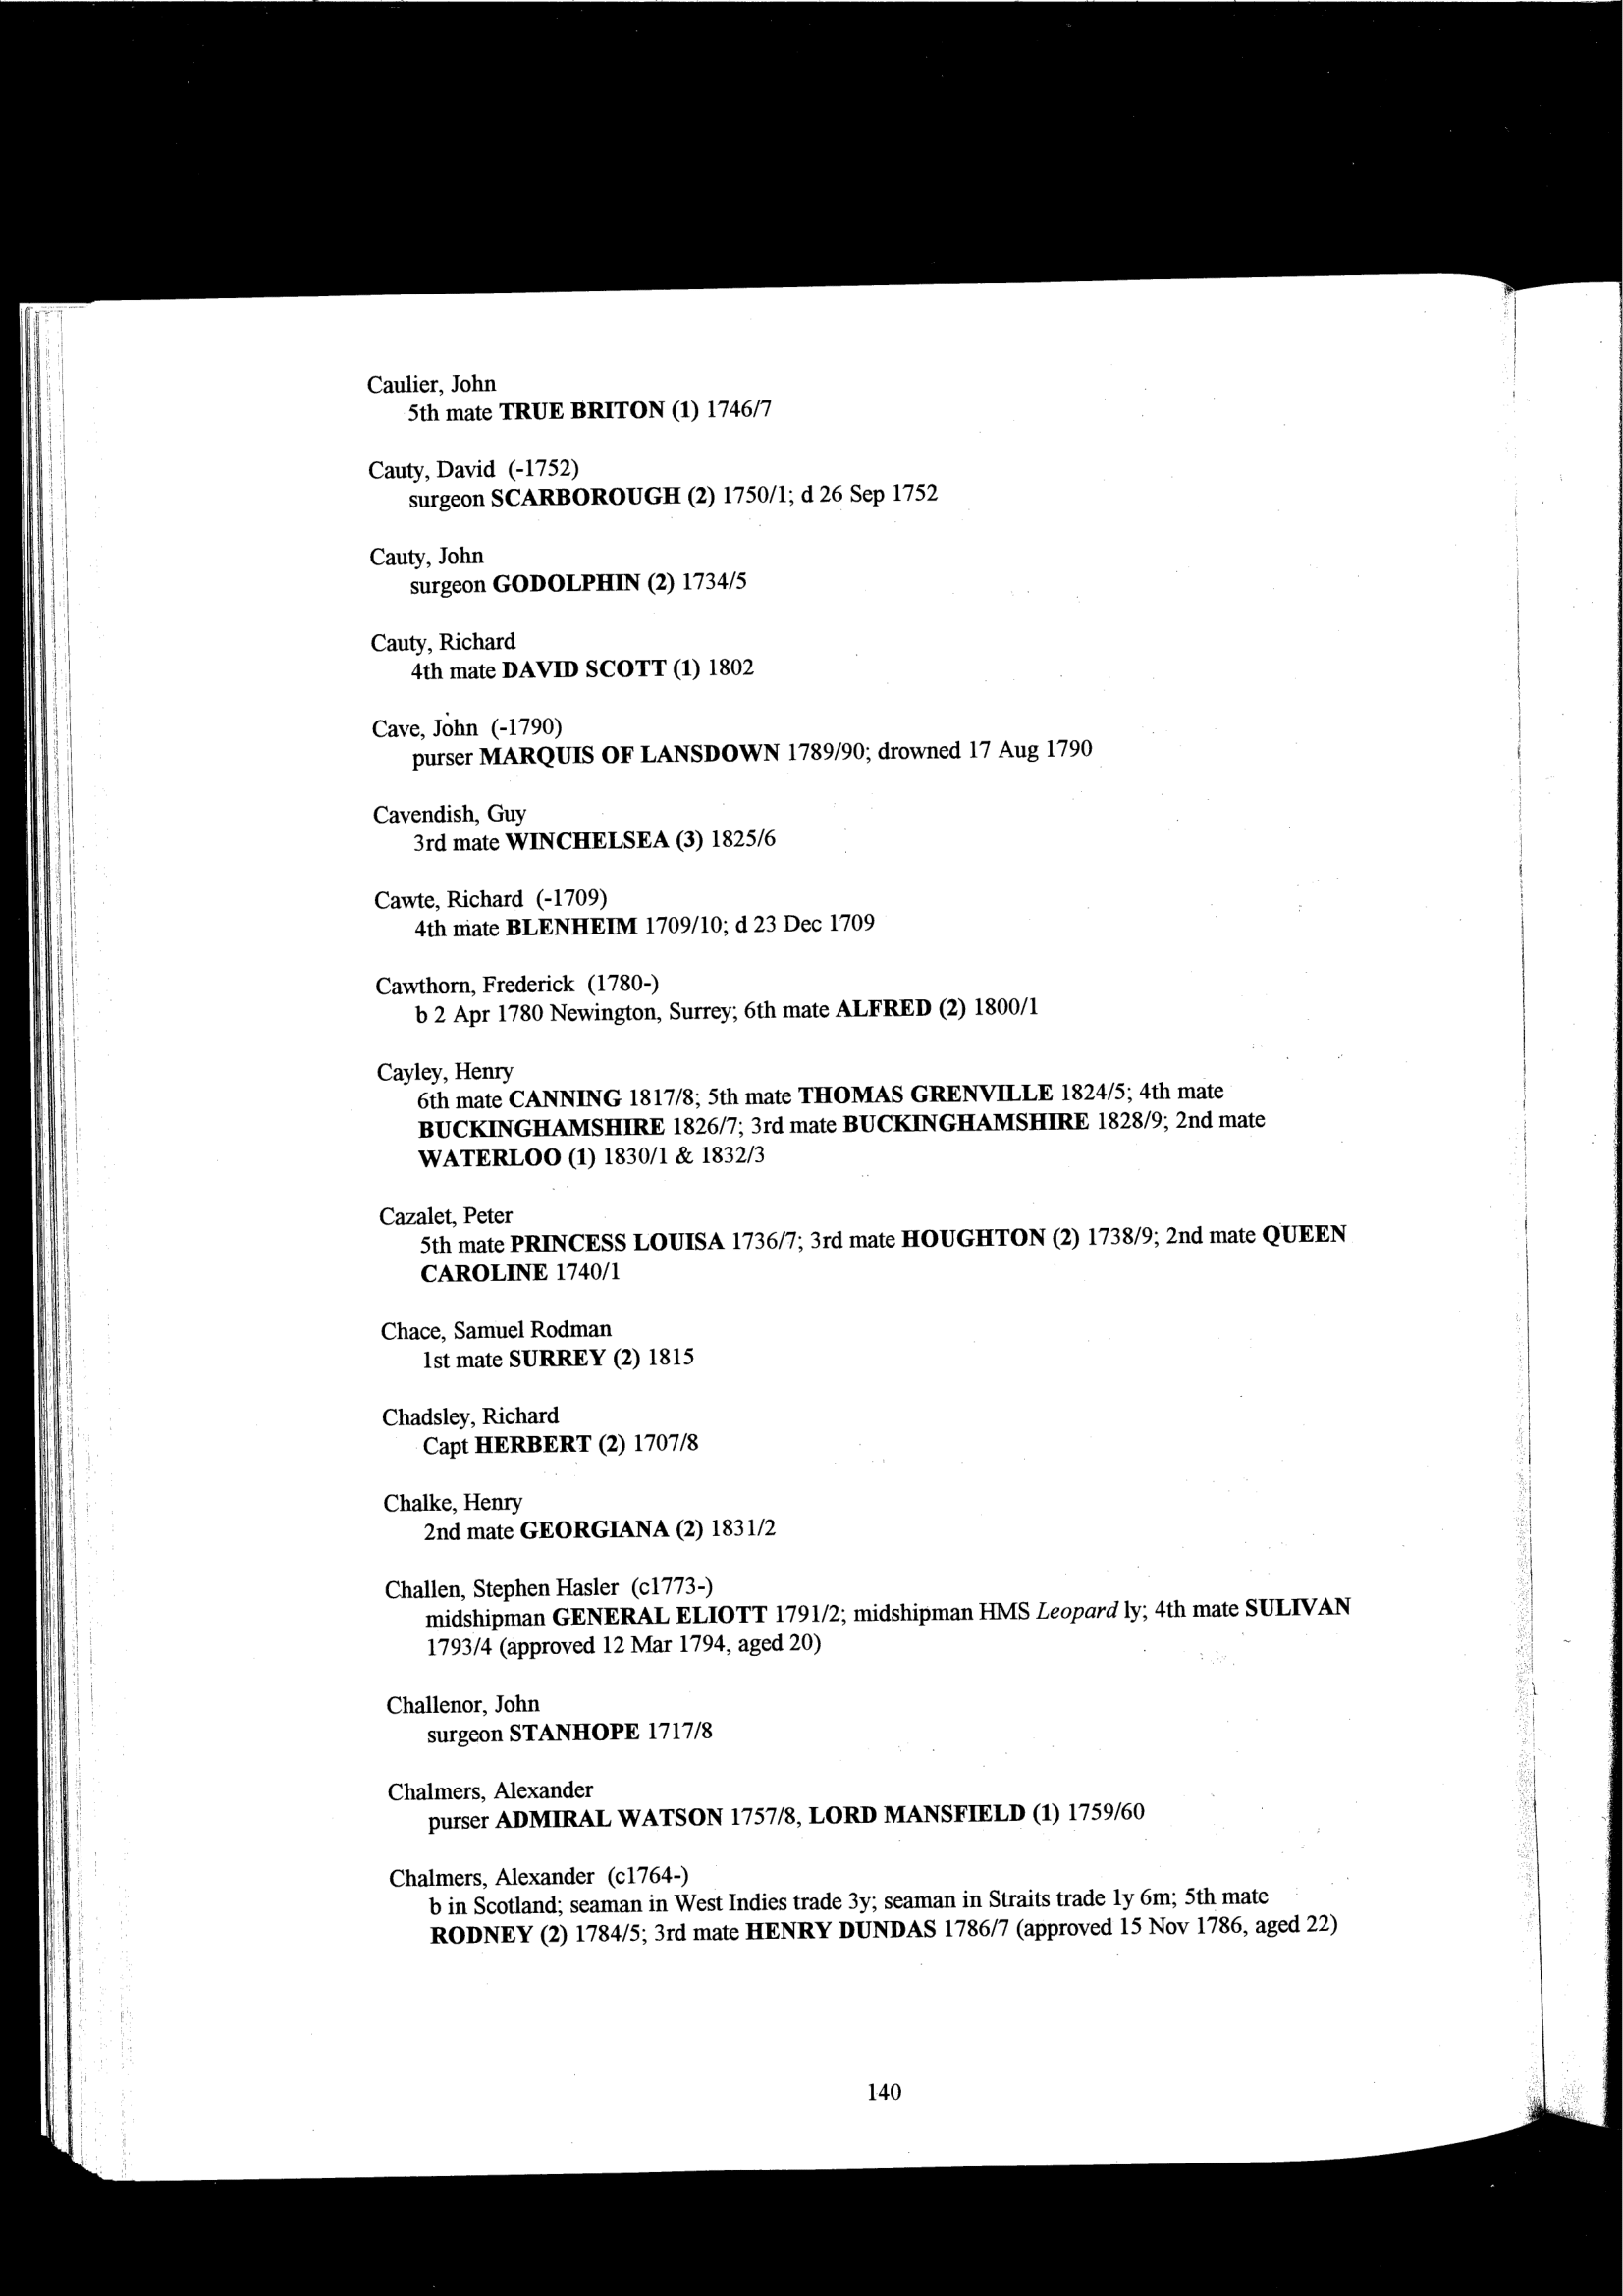 Caulier, John
5th mate TRUE BRITON (1) 1746/7
Cauty, David (-1752)
surgeon SCARBOROUGH (2) 1750/1; d 26 Sep 1752
Cauty, John
surgeon GODOLPHIN (2) 1734/5
Cauty, Richard
4th mate DAVID SCOTT (1) 1802
Cave, John (-1790)
purser MARQUIS OF LANSDOWN 1789/90; drowned 17 Aug 1790
Cavendish, Guy
3rd mate WINCHELSEA (3) 1825/6
Cawte, Richard (-1709)
4th mate BLENHEIM 1709/10; d 23 Dec 1709
Cawthorn, Frederick (1780-)
b 2 Apr 1780 Newington, Surrey; 6th mate ALFRED (2) 1800/1
Cayley, Henry
6th mate CANNING 1817/8; 5th mate THOMAS GRENVILLE 1824/5; 4th mate
BUCKINGHAMSHIRE 1826/7; 3rd mate BUCKINGHAMSHIRE 1828/9; 2nd mate
WATERLOO (1) 1830/1 & 1832/3
Cazalet, Peter
5th mate PRINCESS LOUISA 1736/7; 3rd mate HOUGHTON (2) 1738/9; 2nd mate QUEEN
CAROLINE 1740/1
Chace, Samuel Rodman
1st mate SURREY (2) 1815
Chadsley, Richard
Capt HERBERT (2) 1707/8
Chalke, Henry
2nd mate GEORGIANA (2) 1831/2
Challen, Stephen Hasler (c1773-)
midshipman GENERAL ELIOTT 1791/2; midshipman HMS Leopard 1y; 4th mate SULIVAN
1793/4 (approved 12 Mar 1794, aged 20)
Challenor, John
surgeon STANHOPE 1717/8
Chalmers, Alexander
purser ADMIRAL WATSON 1757/8, LORD MANSFIELD (1) 1759/60
Chalmers, Alexander (c1764-)
b in Scotland; seaman in West Indies trade 3y; seaman in Straits trade 1y 6m; 5th mate
RODNEY (2) 1784/5; 3rd mate HENRY DUNDAS 1786/7 (approved 15 Nov 1786, aged 22)
140